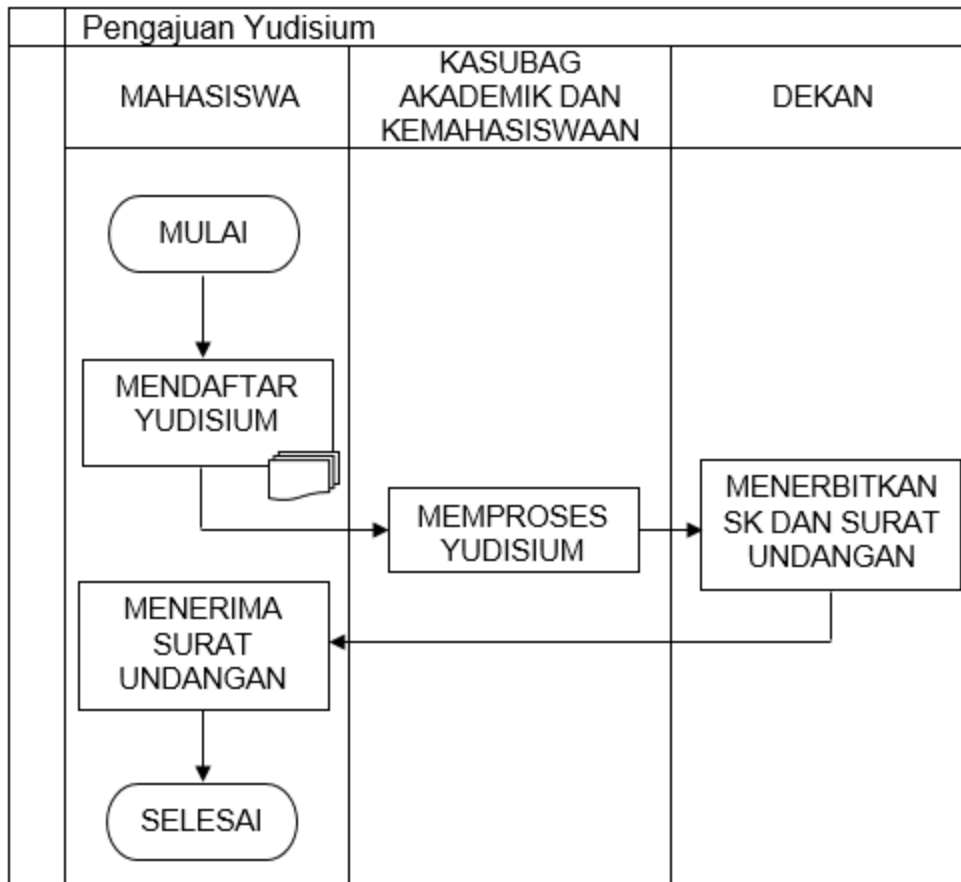 Pengajuan Yudisium
MAHASISWA
KASUBAG
AKADEMIK DAN
KEMAHASISWAAN
DEKAN
MULAI
MENDAFTAR
YUDISIUM
MEMPROSES
YUDISIUM
MENERBITKAN
SK DAN SURAT
UNDANGAN
MENERIMA
SURAT
UNDANGAN
SELESAI